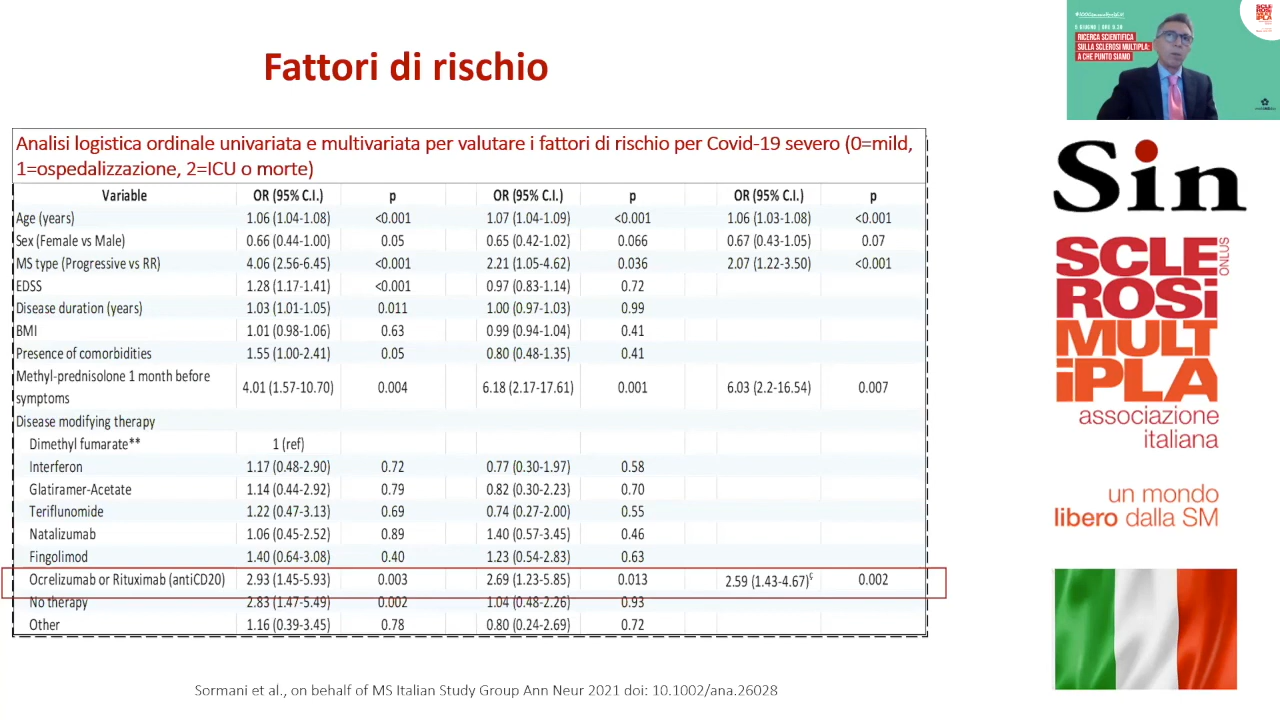 Fattori di rischio
Analisi logistica ordinale univariata e multivariata per valutare i fattori di rischio per Covid-19 severo (0=mild,
1=ospedalizzazione, 2=ICU o morte)
Variable OR (95% C.I.) p OR (95% C.I.) p OR (95% C.I.) p
Age (years) 1.06 (1.04-1.08) <0.001 1.07 (1.04-1.09) <0.001 1.06 (1.03-1.08) <0.001
Sex (Female vs Male) 0.66 (0.44-1.00) 0.05 0.65 (0.42-1.02) 0.066 0.67 (0.43-1.05) 0.07
MS type (Progressive vs RR) 4.06 (2.56-6.45) <0.001 2.21 (1.05-4.62) 0.036 2.07 (1.22-3.50) <0.001
EDSS 1.28 (1.17-1.41) <0.001 0.97 (0.83-1.14) 0.72
Disease duration (years) 1.03 (1.01-1.05) 0.011 1.00 (0.97-1.03) 0.99
BMI 1.01 (0.98-1.06) 0.63 0.99 (0.94-1.04) 0.41
Presence of comorbidities 1.55 (1.00-2.41) 0.05 0.80 (0.48-1.35) 0.41
Methyl-prednisolone 1 month before
symptoms 4.01 (1.57-10.70) 0.004 6.18 (2.17-17.61) 0.001 6.03 (2.2-16.54) 0.007
Disease modifying therapy
Dimethyl fumarate** 1 (ref)
Interferon 1.17 (0.48-2.90) 0.72 0.77 (0.30-1.97) 0.58
Glatiramer-Acetate 1.14 (0.44-2.92) 0.79 0.82 (0.30-2.23) 0.70
Teriflunomide 1.22 (0.47-3.13) 0.69 0.74 (0.27-2.00) 0.55
Natalizumab 1.06 (0.45-2.52) 0.89 1.40 (0.57-3.45) 0.46
Fingolimod 1.40 (0.64-3.08) 0.40 1.23 (0.54-2.83) 0.63
Ocrelizumab or Rituximab (antiCD20) 2.93 (1.45-5.93) 0.003 2.69 (1.23-5.85) 0.013 2.59 (1.43-4.67)ᶠ 0.002
No therapy 2.83 (1.47-5.49) 0.002 1.04 (0.48-2.26) 0.93
Other 1.16 (0.39-3.45) 0.78 0.80 (0.24-2.69) 0.72
Sormani et al., on behalf of MS Italian Study Group Ann Neur 2021 doi: 10.1002/ana.26028
RICERCA SCIENTIFICA
SULLA SCLEROSI MULTIPLA:
A CHE PUNTO SIAMO
Sin
SCLE
ROSi
MULT
iPLA
ONLUS
associazione
italiana
un mondo
libero dalla SM